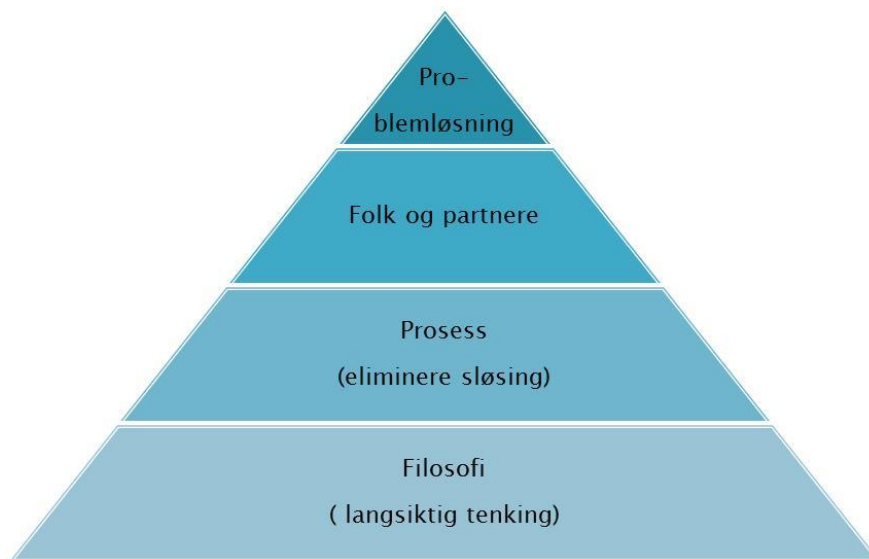 Pro-
blemløsning
Folk og partnere
Prosess
(eliminere sløsing)
Filosofi
( langsiktig tenking)